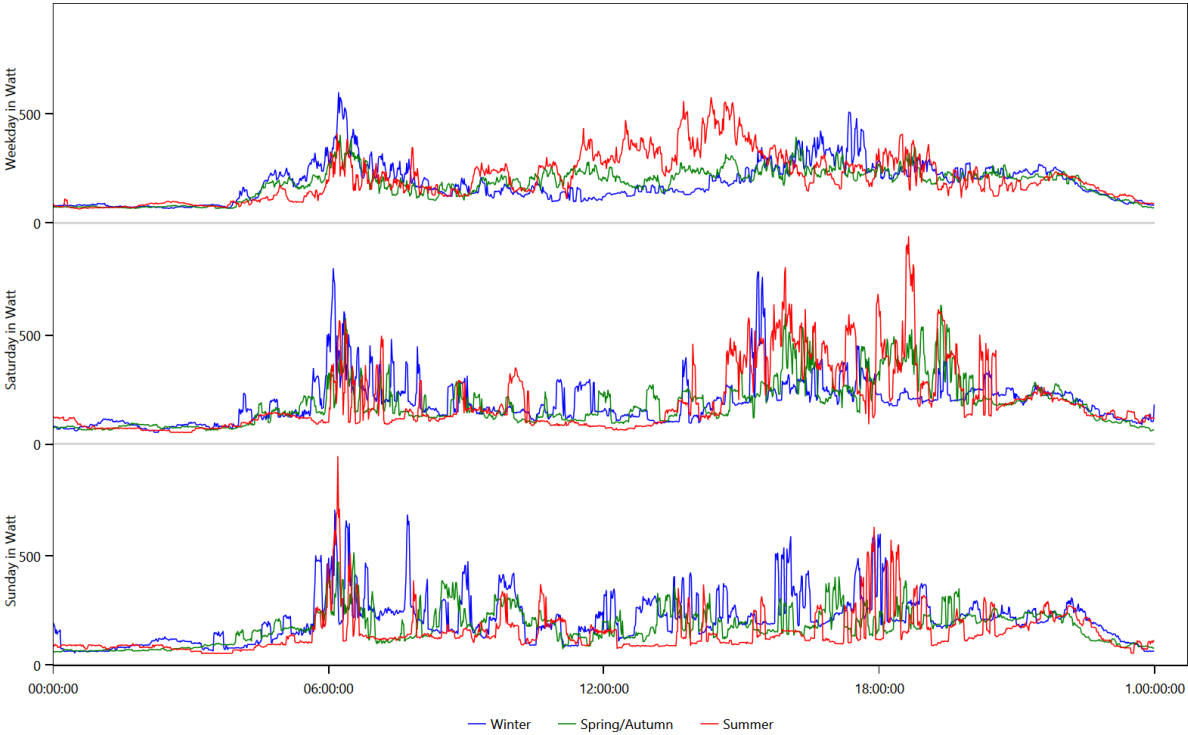 Weekday in Watt
500
0
Saturday in Watt
500
0
Sunday in Watt
500
0
00:00:00 06:00:00 12:00:00 18:00:00 1.00:00:00
Winter Spring/Autumn Summer